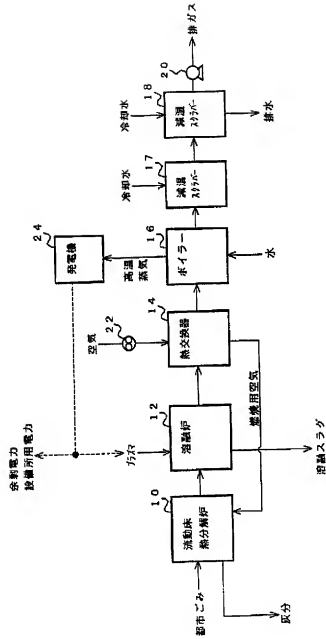 余剰電力
設備所用電力
発電機
24
高温
蒸気
空気
22
プラズマ
冷却水
冷却水
都市ごみ
10
流動床
熱分解炉
12
溶融炉
14
熱交換器
16
ボイラー
17
減温
スクラバー
18
減湿
スクラバー
20
排ガス
灰分
燃焼用空気
溶融スラグ
水
排水